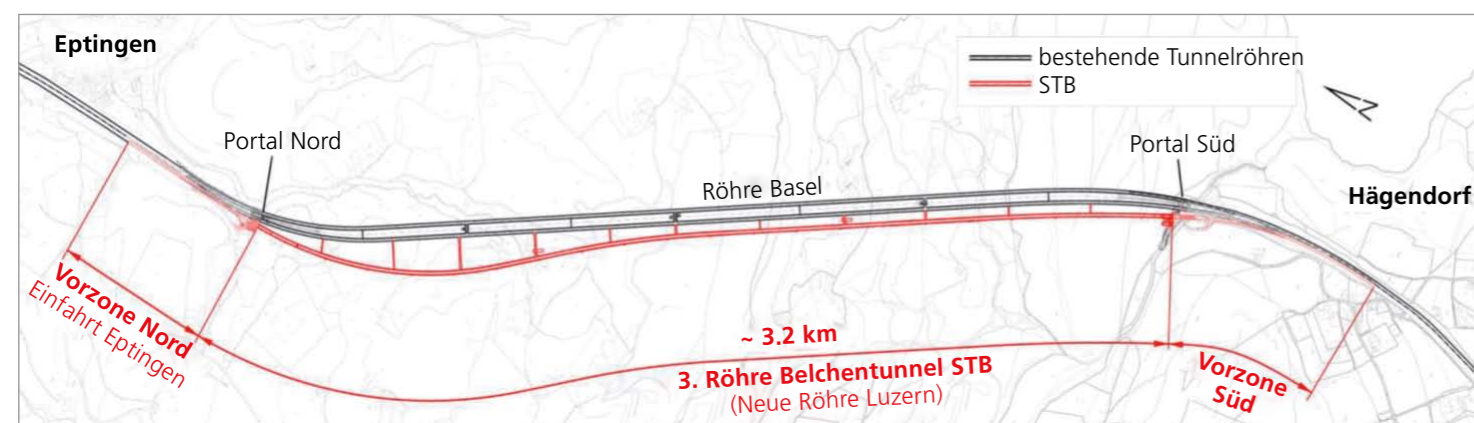 Eptingen
bestehende Tunnelröhren
STB
Portal Nord
Portal Süd
Röhre Basel
Hägendorf
Vorzone Nord
Einfahrt Eptingen
~ 3.2 km
3. Röhre Belchentunnel STB
(Neue Röhre Luzern)
Vorzone
Süd
N